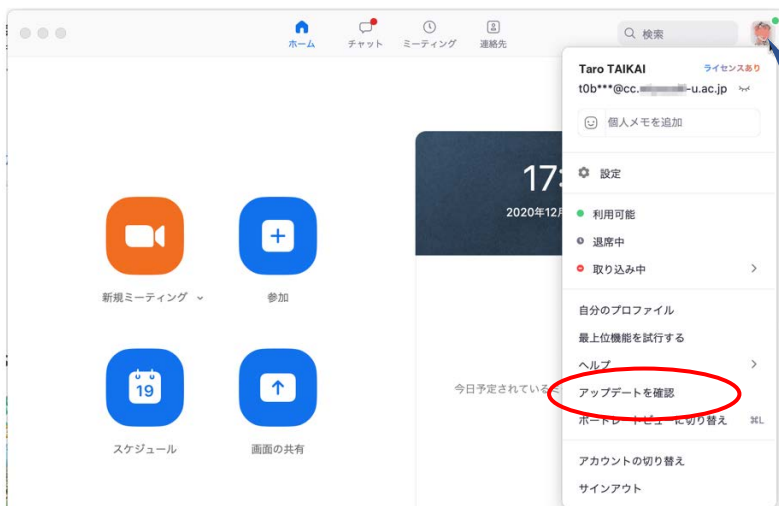 ホーム
チャット
ミーティング
連絡先
検索
Taro TAIKAI
ライセンスあり
t0b***@cc. -u.ac.jp
個人メモを追加
設定
17:
2020年12月
利用可能
退席中
取り込み中
新規ミーティング
参加
自分のプロファイル
最上位機能を試行する
ヘルプ
アップデートを確認
ポートレートビューに切り替え ⌘L
今日予定されている
19
スケジュール
画面の共有
アカウントの切り替え
サインアウト